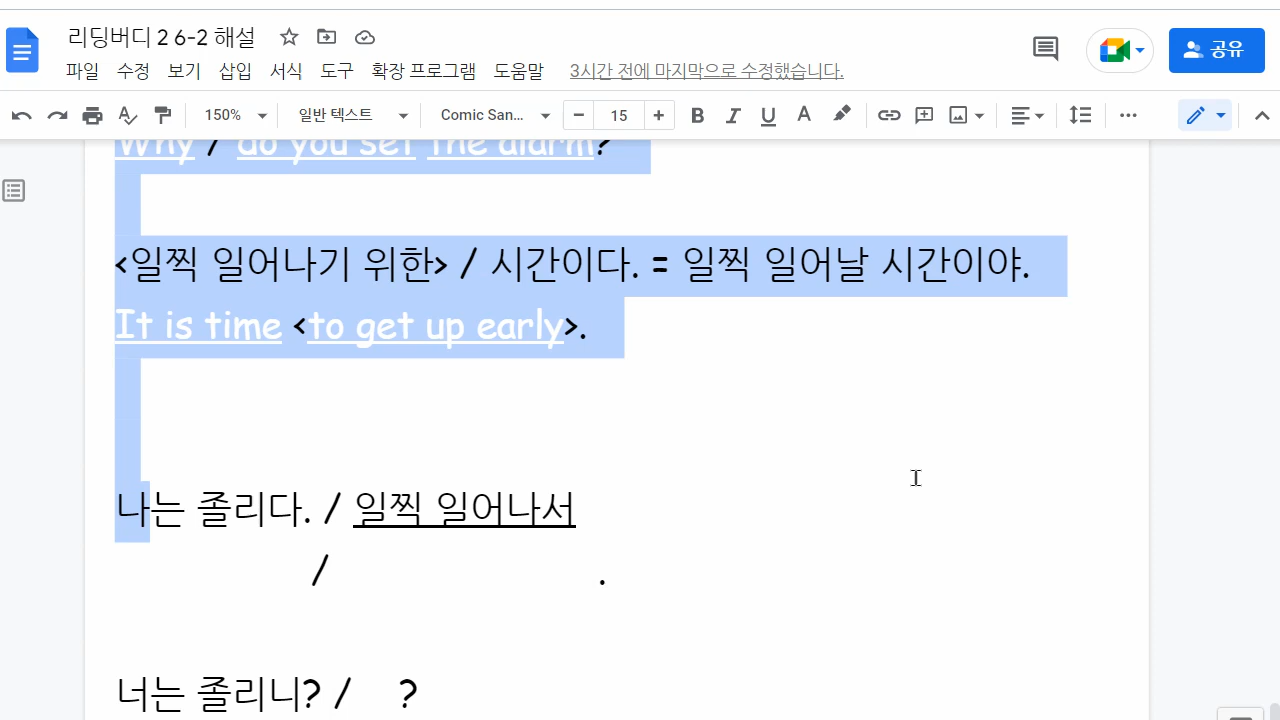 리딩버디 2 6-2 해설
파일 수정 보기 삽입 서식 도구 확장 프로그램 도움말 3시간 전에 마지막으로 수정했습니다.
공유
150% 일반 텍스트 Comic San... 15 B I U A
Why / do you set the alarm?
<일찍 일어나기 위한> / 시간이다. = 일찍 일어날 시간이야.
It is time <to get up early>.
나는 졸리다. / 일찍 일어나서
/ .
너는 졸리니? / ?